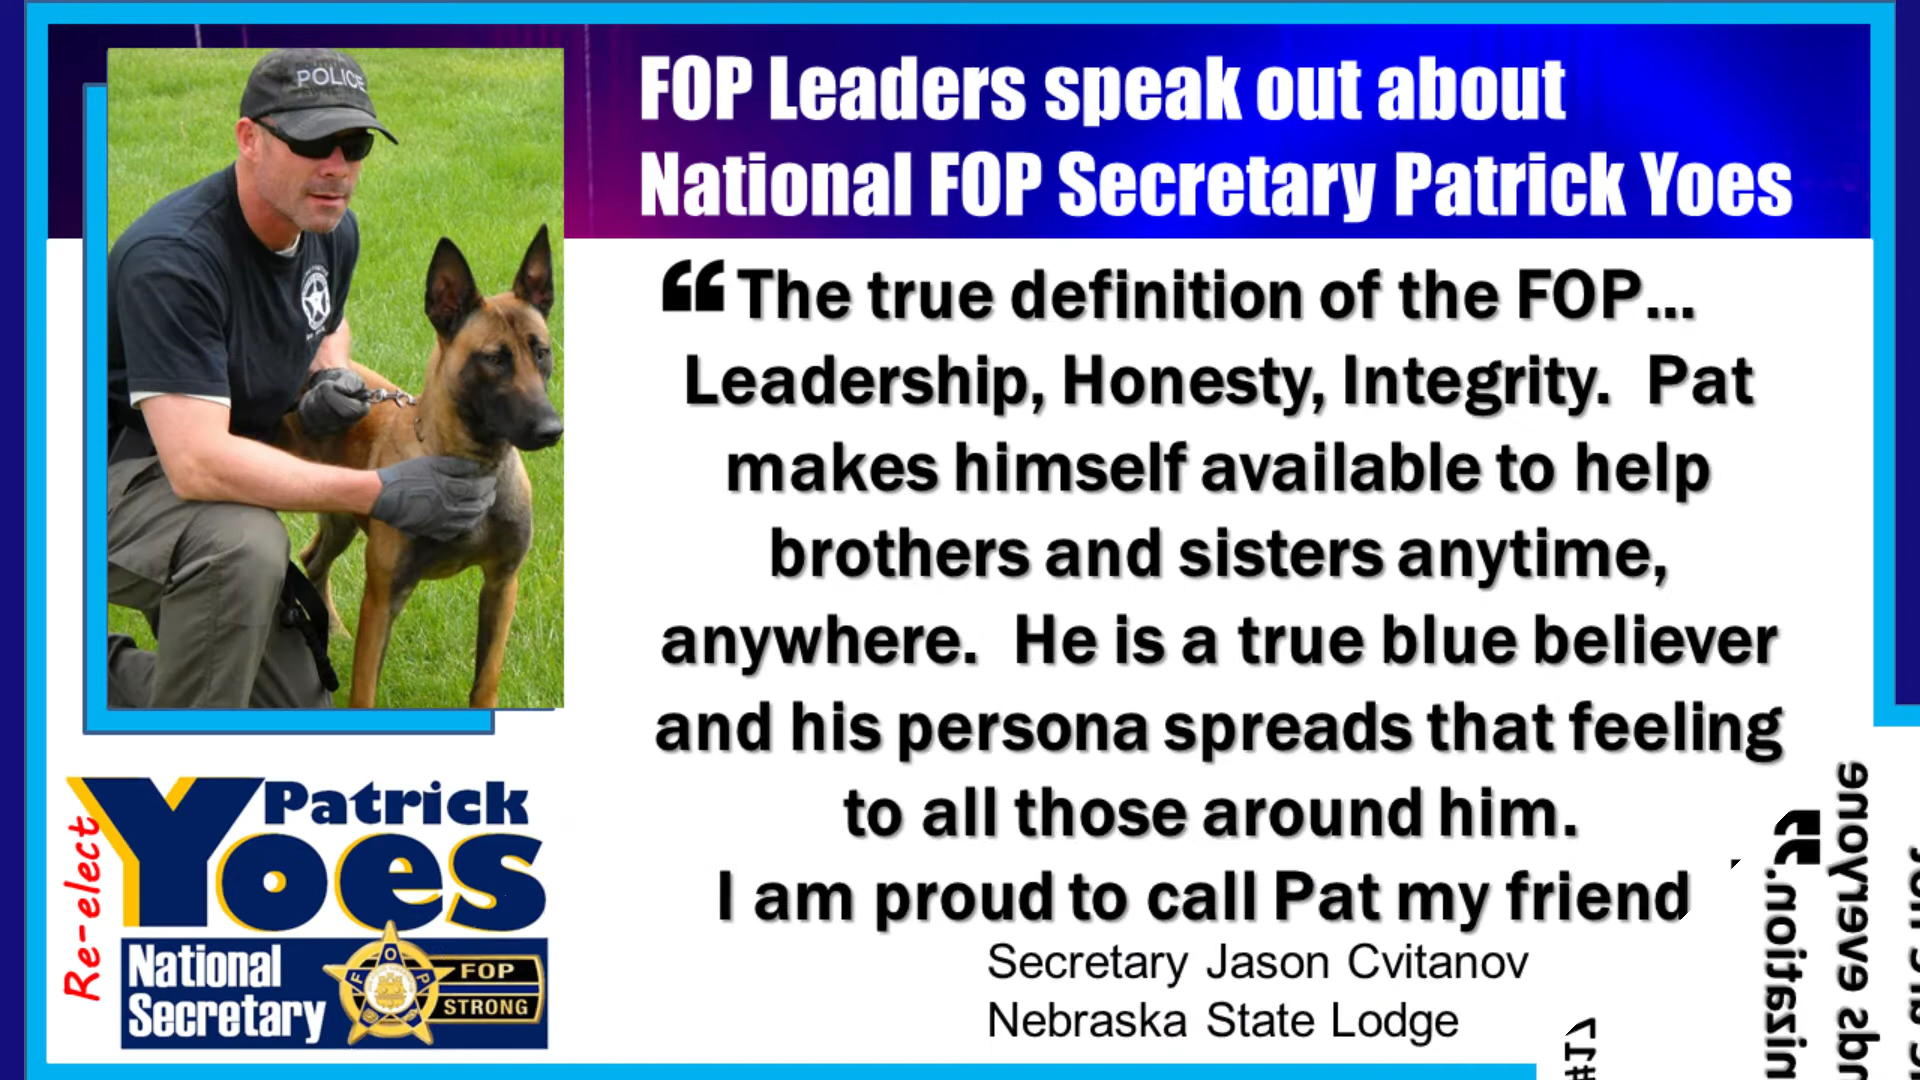 POLICE
FOP Leaders speak out about
National FOP Secretary Patrick Yoes
“The true definition of the FOP...
Leadership, Honesty, Integrity. Pat
makes himself available to help
brothers and sisters anytime,
anywhere. He is a true blue believer
and his persona spreads that feeling
to all those around him.
I am proud to call Pat my friend
Secretary Jason Cvitanov
Nebraska State Lodge
Re-elect
Patrick
Yoes
National
Secretary
FOP
FOP
STRONG
everyone